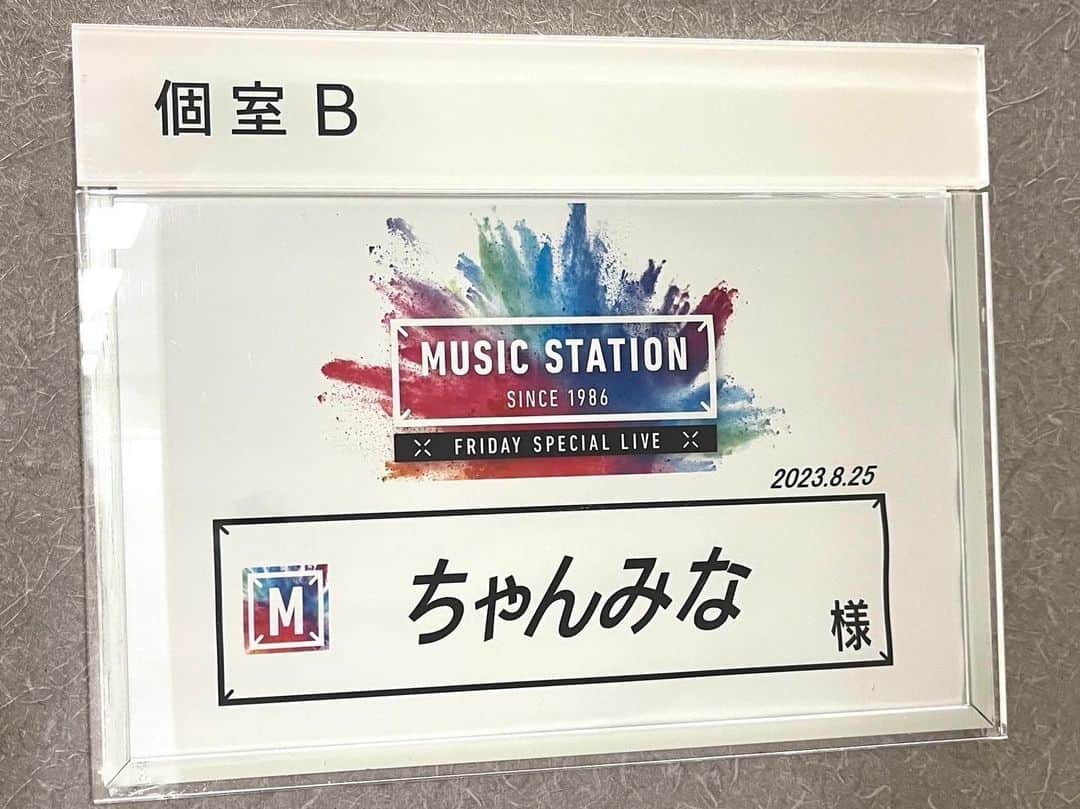 個室 B
MUSIC STATION
SINCE 1986
FRIDAY SPECIAL LIVE
2023.8.25
M ちゃんみな 様